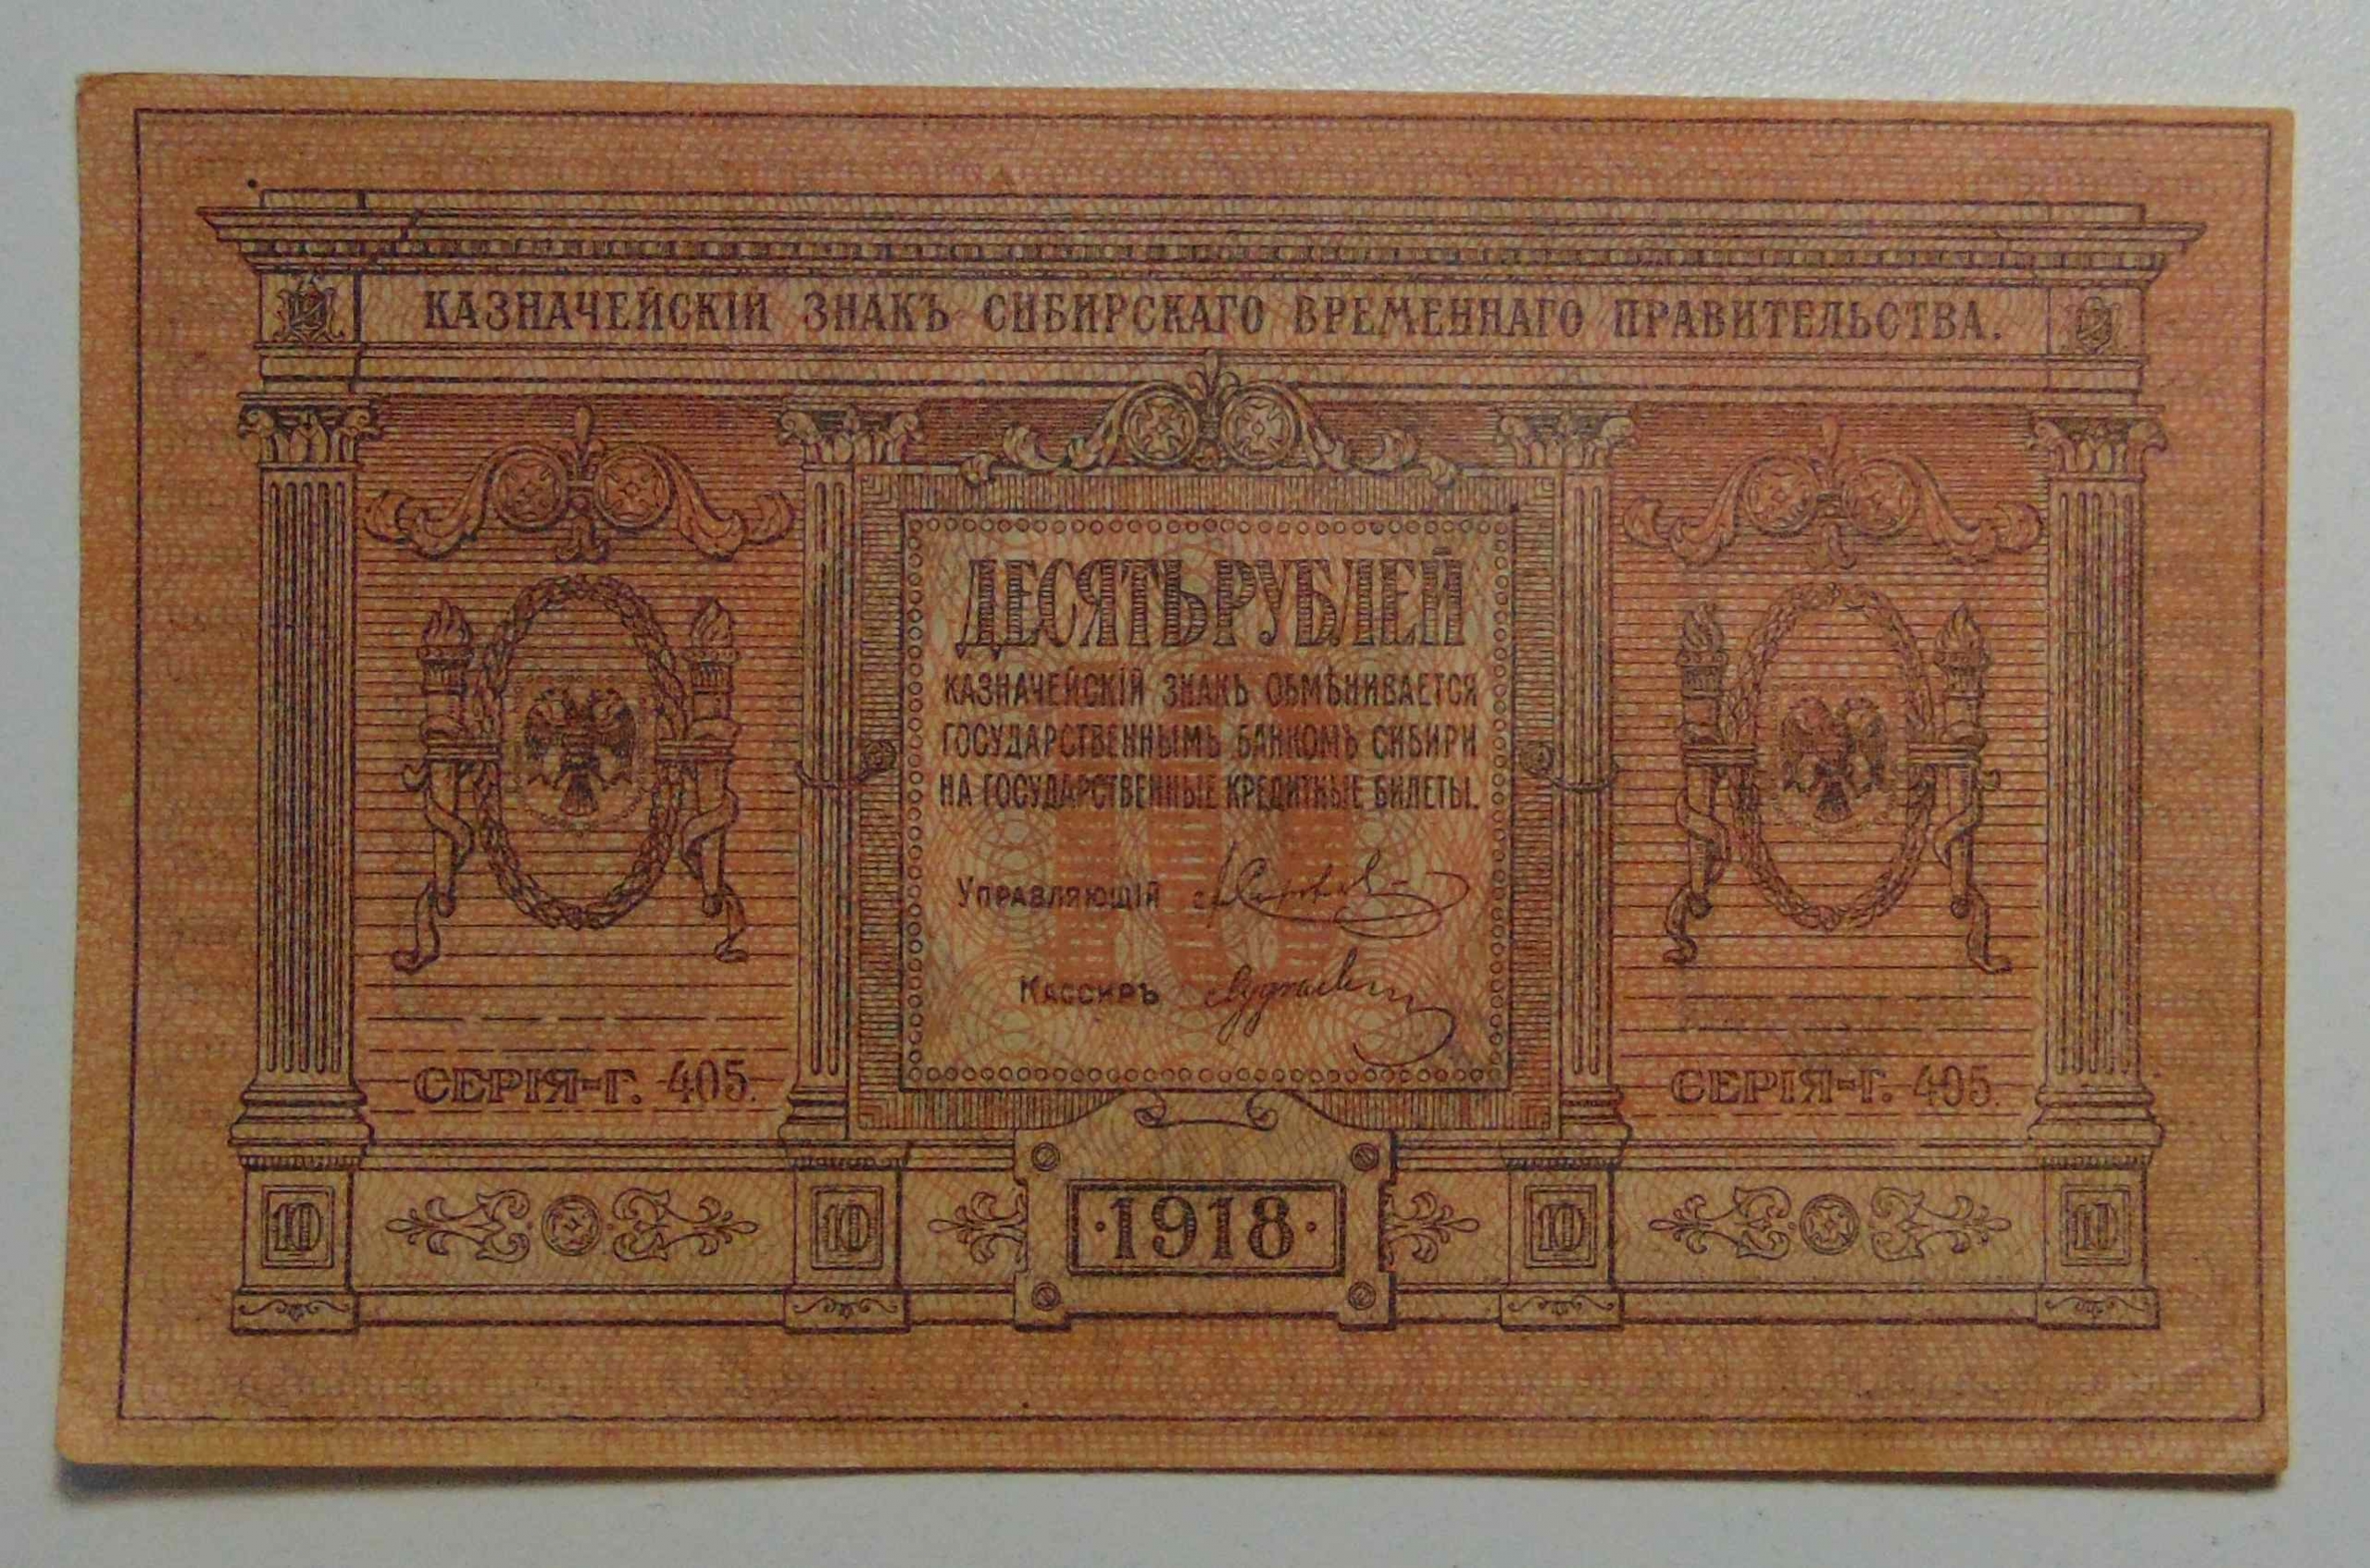 КАЗНАЧЕЙСКІЙ ЗНАКЪ СИБИРСКАГО ВРЕМЕННАГО ПРАВИТЕЛЬСТВА.
ДЕСЯТЬ РУБЛЕЙ
КАЗНАЧЕЙСКІЙ ЗНАКЪ ОБМѢНИВАЕТСЯ
ГОСУДАРСТВЕННЫМЪ БАНКОМЪ СИБИРИ
НА ГОСУДАРСТВЕННЫЕ КРЕДИТНЫЕ БИЛЕТЫ.
10
УПРАВЛЯЮЩІЙ
КАССИРЪ
СЕРІЯ-Г. 405.
СЕРІЯ-Г. 405.
10
10
·1918·
10
10